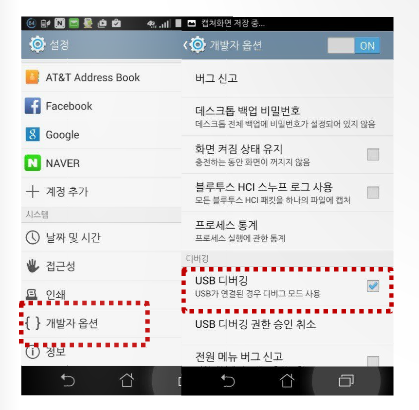 설정
AT&T Address Book
Facebook
Google
NAVER
계정 추가
시스템
날짜 및 시간
접근성
인쇄
{ } 개발자 옵션
정보
캡쳐화면 저장 중...
개발자 옵션
ON
버그 신고
데스크톱 백업 비밀번호
데스크톱 전체 백업에 비밀번호가 설정되어 있지 않음
화면 켜짐 상태 유지
충전하는 동안 화면이 꺼지지 않음
블루투스 HCI 스누프 로그 사용
모든 블루투스 HCI 패킷을 하나의 파일에 캡처
프로세스 통계
프로세스 실행에 관한 통계
디버깅
USB 디버깅
USB가 연결된 경우 디버그 모드 사용
USB 디버깅 권한 승인 취소
전원 메뉴 버그 신고